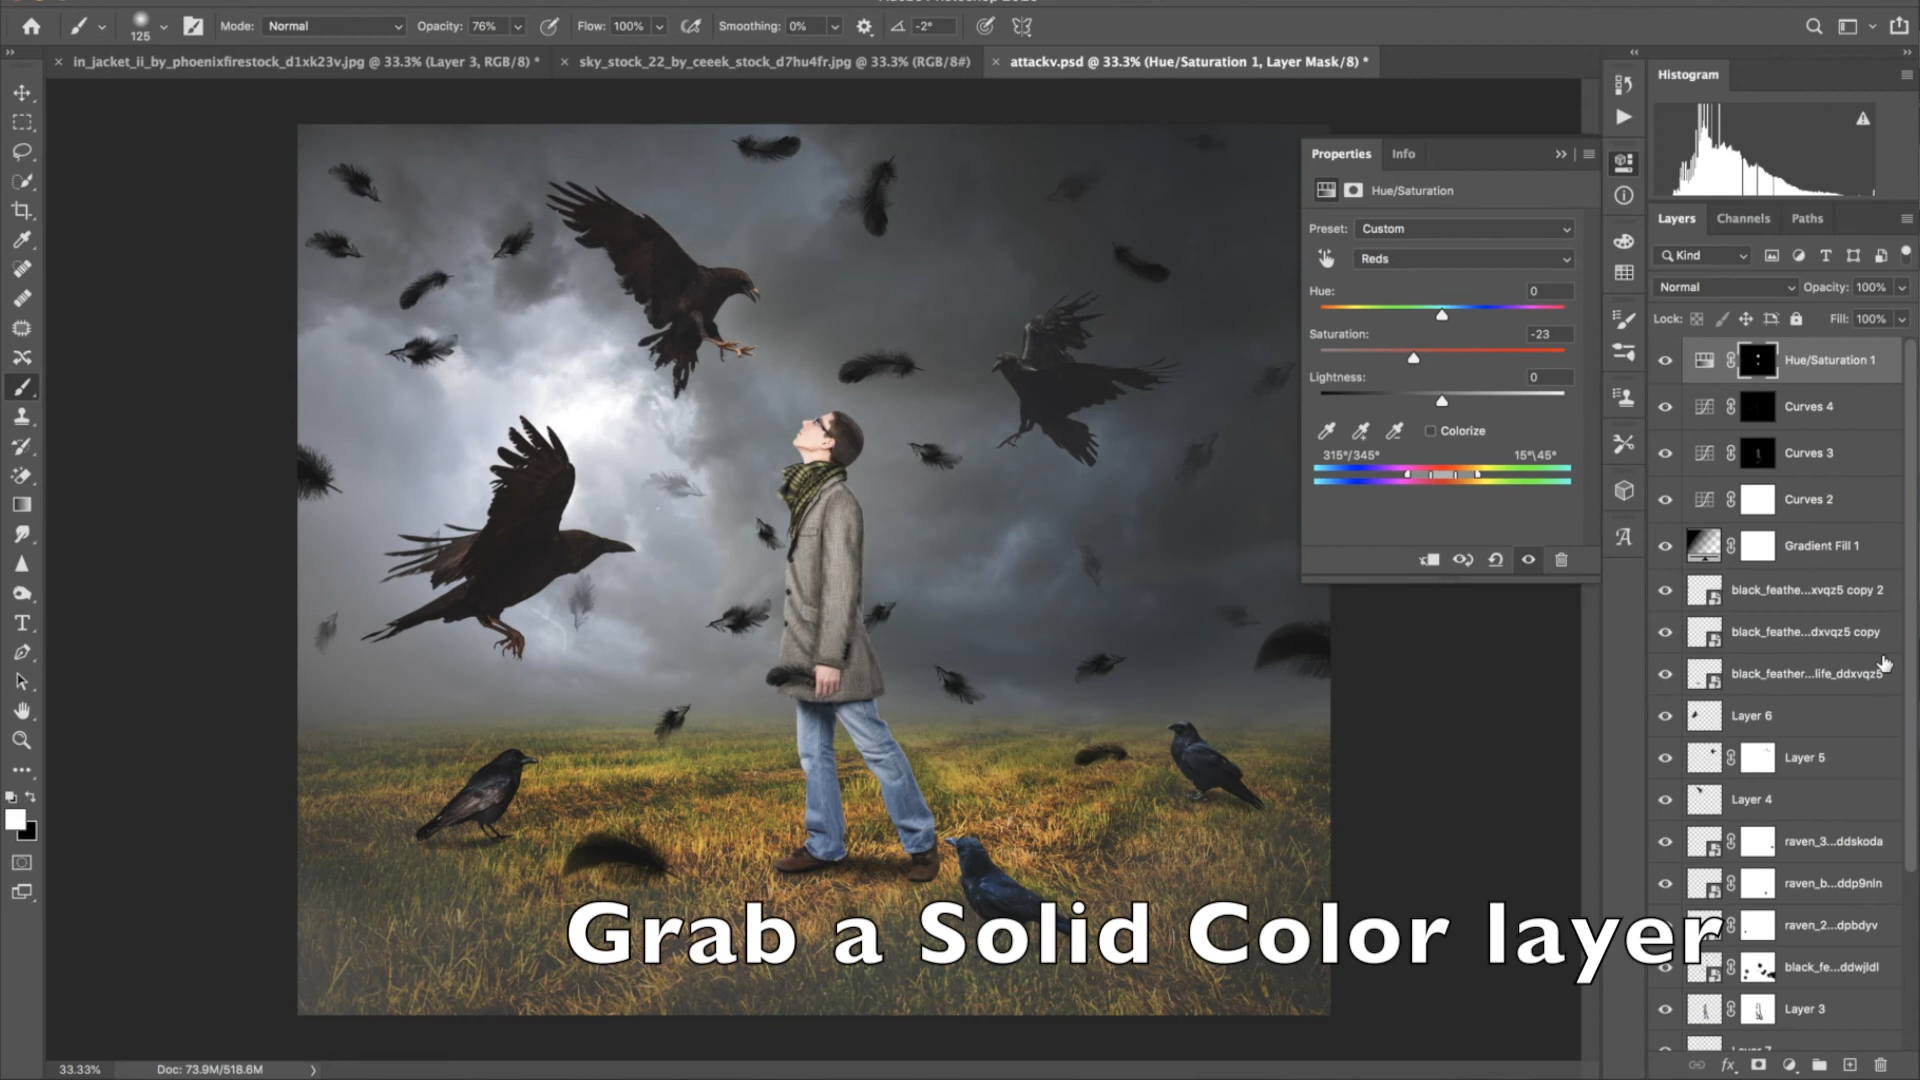 125
Mode: Normal
Opacity: 76%
Flow: 100%
Smoothing: 0%
-2°
in_jacket_ii_by_phoenixfirestock_d1xk23v.jpg @ 33.3% (Layer 3, RGB/8) *
sky_stock_22_by_ceeek_stock_d7hu4fr.jpg @ 33.3% (RGB/8#)
attackv.psd @ 33.3% (Hue/Saturation 1, Layer Mask/8) *
Properties
Info
Hue/Saturation
Preset: Custom
Reds
Hue: 0
Saturation: -23
Lightness: 0
Colorize
315°/345°
15°\45°
Histogram
Layers
Channels
Paths
Kind
Normal
Opacity: 100%
Lock:
Fill: 100%
Hue/Saturation 1
Curves 4
Curves 3
Curves 2
Gradient Fill 1
black_feathe...xvqz5 copy 2
black_feathe...dxvqz5 copy
black_feather...life_ddxvqz5
Layer 6
Layer 5
Layer 4
raven_3...ddskoda
raven_b...ddp9nln
raven_2...dpbdyv
black_fe...ddwjldl
Layer 3
Grab a Solid Color layer
33.33%
Doc: 73.9M/518.6M